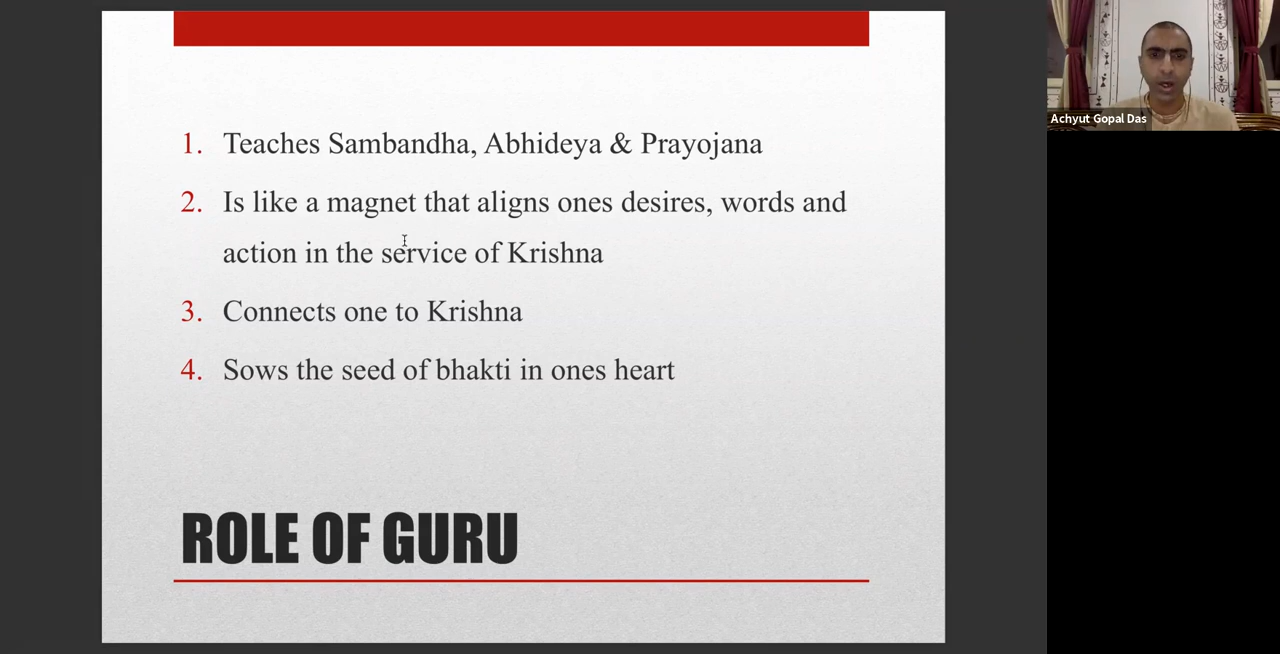 1. Teaches Sambandha, Abhideya & Prayojana
2. Is like a magnet that aligns ones desires, words and
action in the service of Krishna
3. Connects one to Krishna
4. Sows the seed of bhakti in ones heart
ROLE OF GURU
Achyut Gopal Das